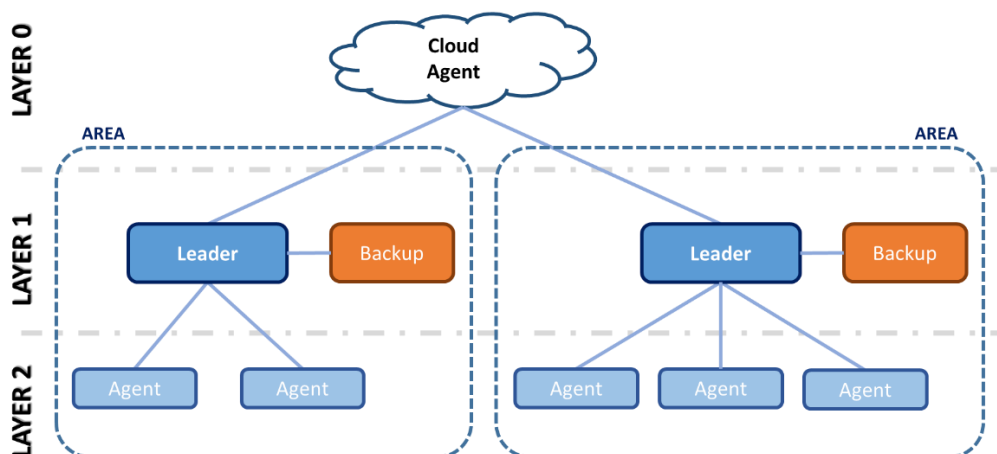 LAYER 0
Cloud
Agent
AREA
AREA
LAYER 1
Leader
Backup
Leader
Backup
LAYER 2
Agent
Agent
Agent
Agent
Agent